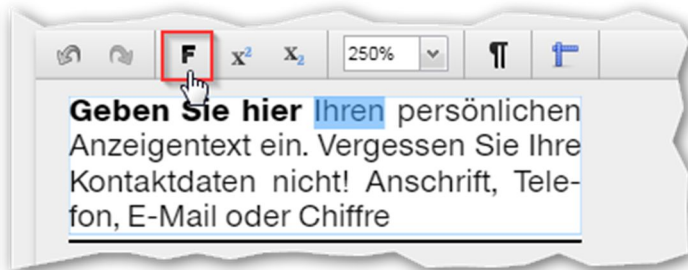 F x² x₂ 250% ¶
Geben Sie hier Ihren persönlichen
Anzeigentext ein. Vergessen Sie Ihre
Kontaktdaten nicht! Anschrift, Tele-
fon, E-Mail oder Chiffre